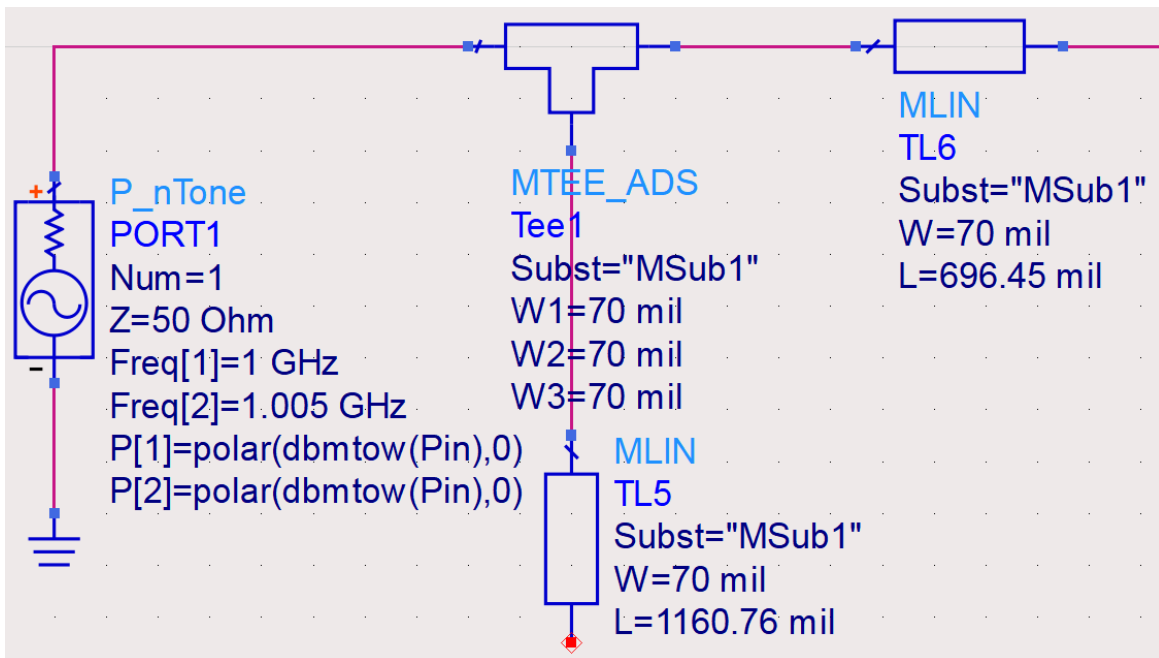 +
P_nTone
PORT1
Num=1
Z=50 Ohm
Freq[1]=1 GHz
Freq[2]=1.005 GHz
P[1]=polar(dbmtow(Pin),0)
P[2]=polar(dbmtow(Pin),0)
-
MTEE_ADS
Tee1
Subst="MSub1"
W1=70 mil
W2=70 mil
W3=70 mil
MLIN
TL5
Subst="MSub1"
W=70 mil
L=1160.76 mil
MLIN
TL6
Subst="MSub1"
W=70 mil
L=696.45 mil